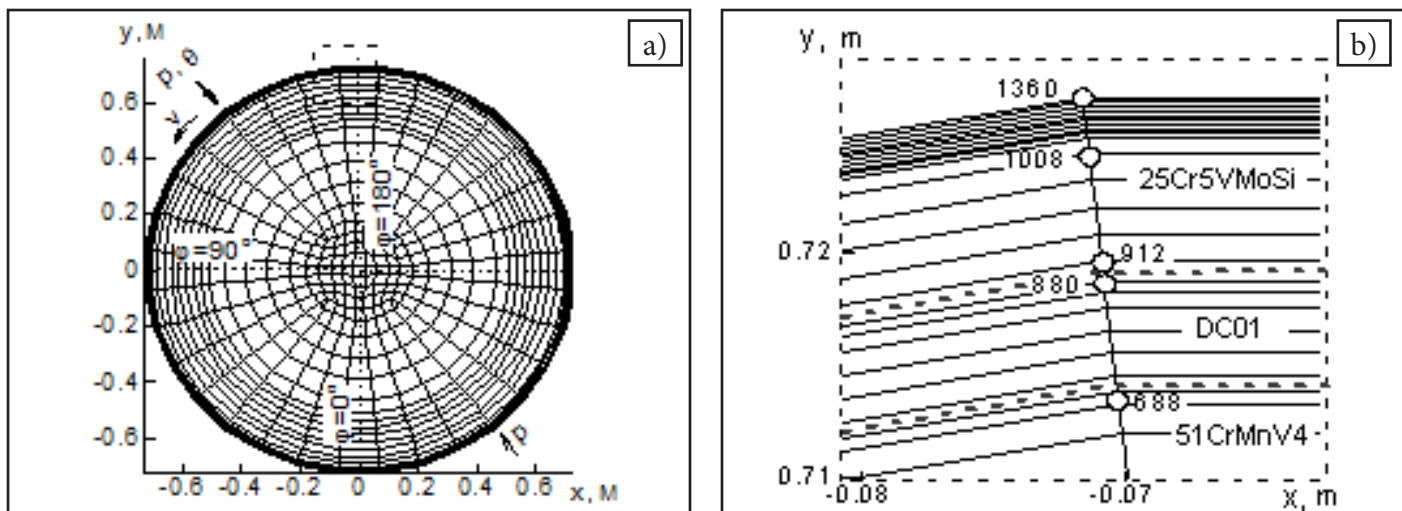 a)
y, м
p, θ
v
0.6
0.4
0.2
0
-0.2
-0.4
-0.6
φ=180°
φ=90°
φ=0°
p
-0.6 -0.4 -0.2 0 0.2 0.4 0.6 x, м
b)
y, m
1360
1008
25Cr5VMoSi
0.72
912
880
DC01
688
51CrMnV4
0.71
-0.08 -0.07 x, m